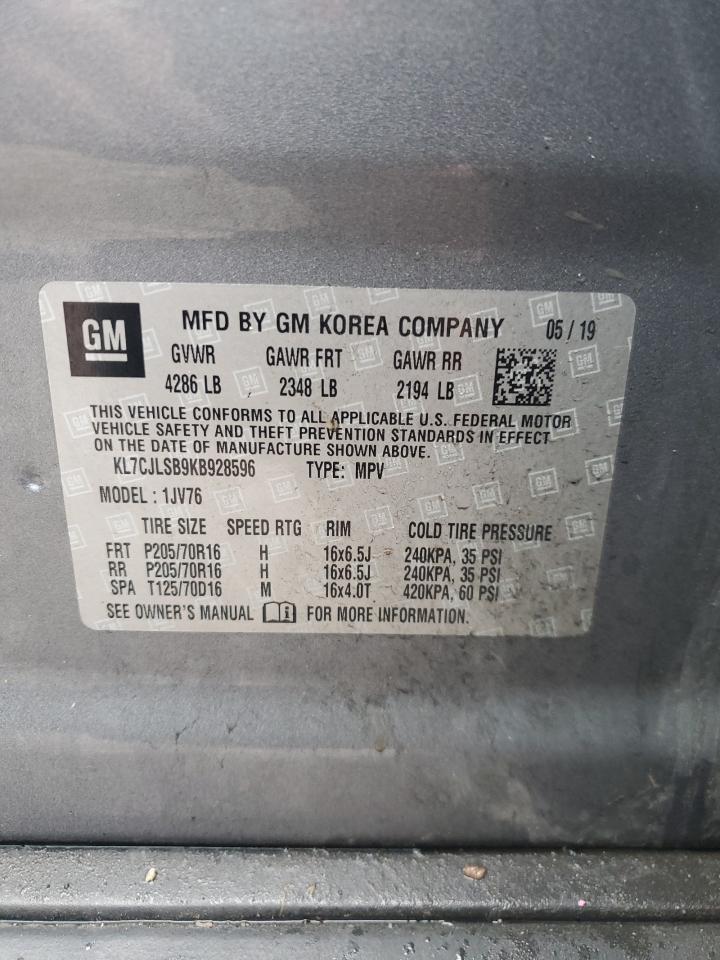 GM MFD BY GM KOREA COMPANY 05 / 19
GVWR GAWR FRT GAWR RR
4286 LB 2348 LB 2194 LB
THIS VEHICLE CONFORMS TO ALL APPLICABLE U.S. FEDERAL MOTOR
VEHICLE SAFETY AND THEFT PREVENTION STANDARDS IN EFFECT
ON THE DATE OF MANUFACTURE SHOWN ABOVE.
KL7CJLSB9KB928596 TYPE: MPV
MODEL : 1JV76
TIRE SIZE SPEED RTG RIM COLD TIRE PRESSURE
FRT P205/70R16 H 16x6.5J 240KPA, 35 PSI
RR P205/70R16 H 16x6.5J 240KPA, 35 PSI
SPA T125/70D16 M 16x4.0T 420KPA, 60 PSI
SEE OWNER'S MANUAL FOR MORE INFORMATION.